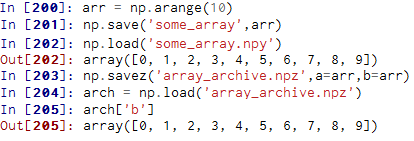 In [200]: arr = np.arange(10)
In [201]: np.save('some_array',arr)
In [202]: np.load('some_array.npy')
Out[202]: array([0, 1, 2, 3, 4, 5, 6, 7, 8, 9])
In [203]: np.savez('array_archive.npz',a=arr,b=arr)
In [204]: arch = np.load('array_archive.npz')
In [205]: arch['b']
Out[205]: array([0, 1, 2, 3, 4, 5, 6, 7, 8, 9])